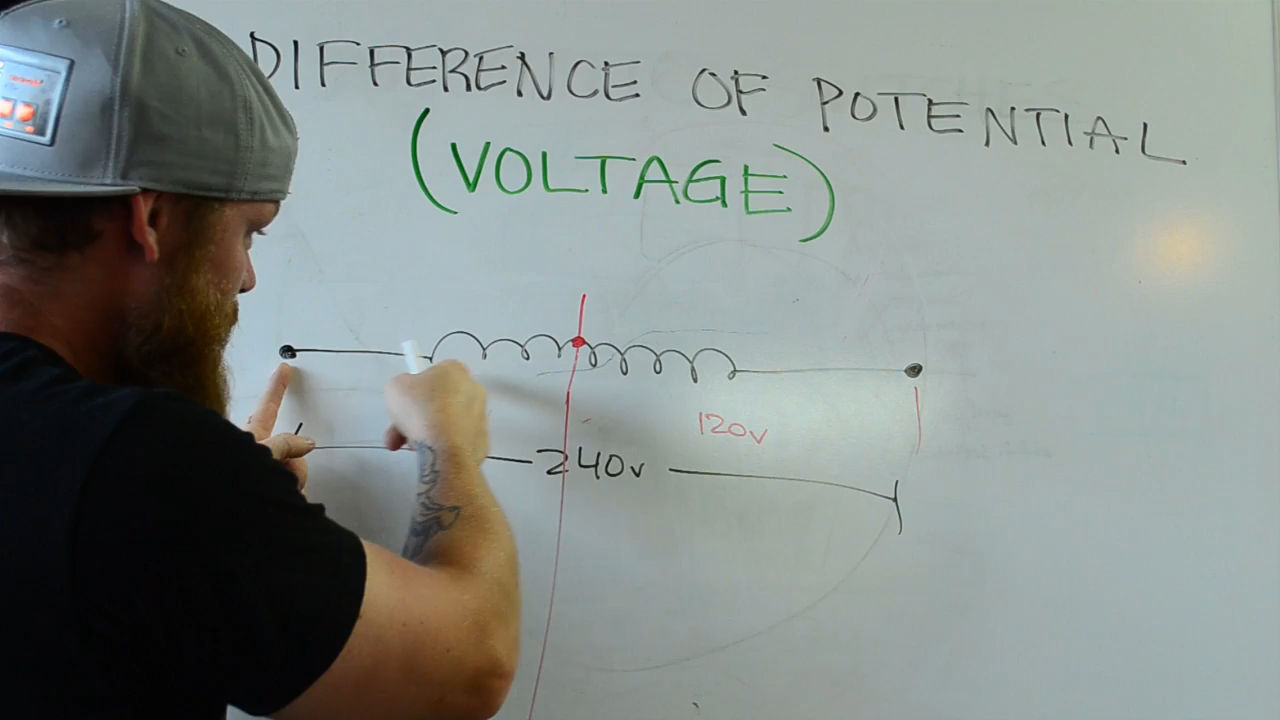 DIFFERENCE OF POTENTIAL
(VOLTAGE)
120v
240v